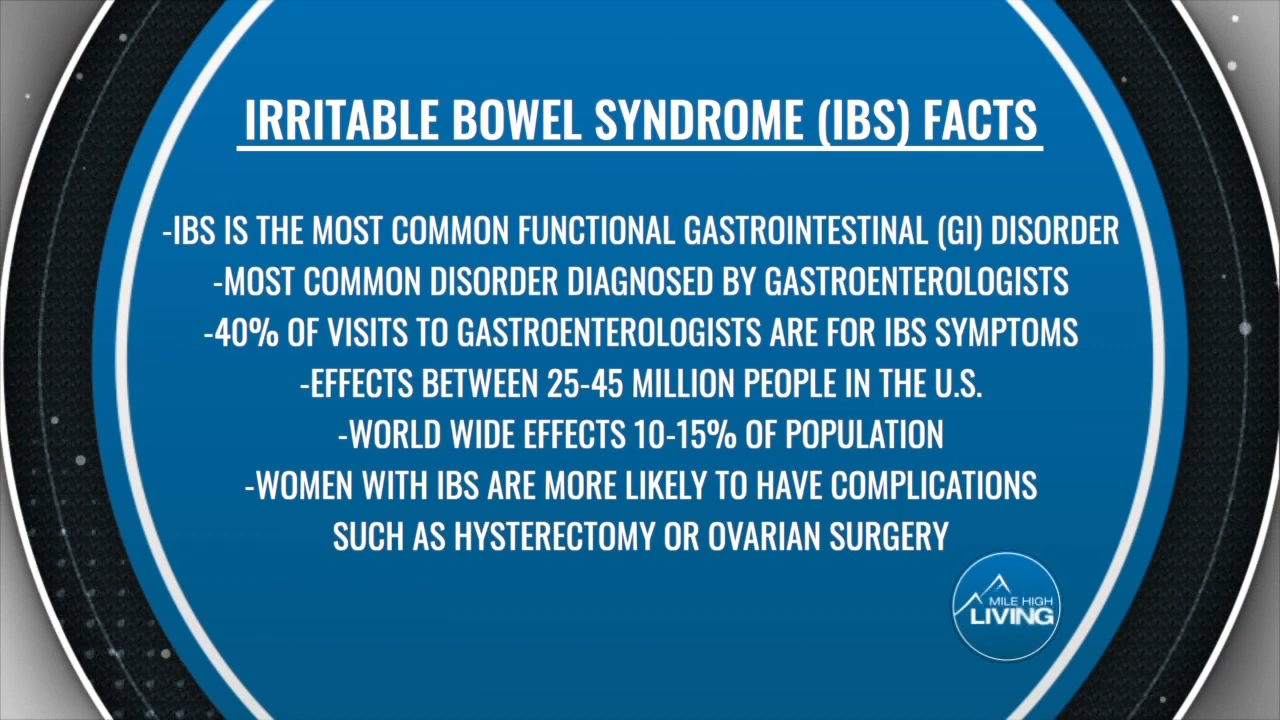 IRRITABLE BOWEL SYNDROME (IBS) FACTS
-IBS IS THE MOST COMMON FUNCTIONAL GASTROINTESTINAL (GI) DISORDER
-MOST COMMON DISORDER DIAGNOSED BY GASTROENTEROLOGISTS
-40% OF VISITS TO GASTROENTEROLOGISTS ARE FOR IBS SYMPTOMS
-EFFECTS BETWEEN 25-45 MILLION PEOPLE IN THE U.S.
-WORLD WIDE EFFECTS 10-15% OF POPULATION
-WOMEN WITH IBS ARE MORE LIKELY TO HAVE COMPLICATIONS
SUCH AS HYSTERECTOMY OR OVARIAN SURGERY
MILE HIGH
LIVING